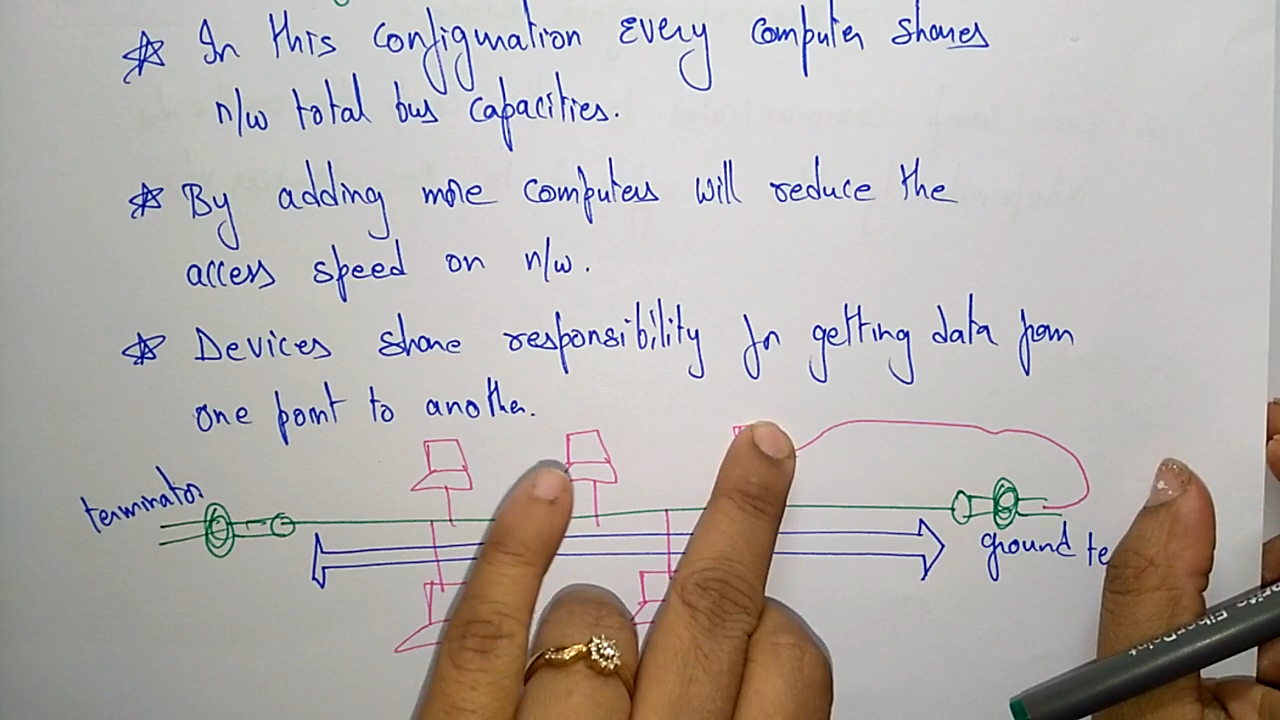 ☆ In this configuration every computer shares
n/w total bus capacities.
☆ By adding more computers will reduce the
access speed on n/w.
☆ Devices share responsibility for getting data from
one point to another.
terminator
ground te